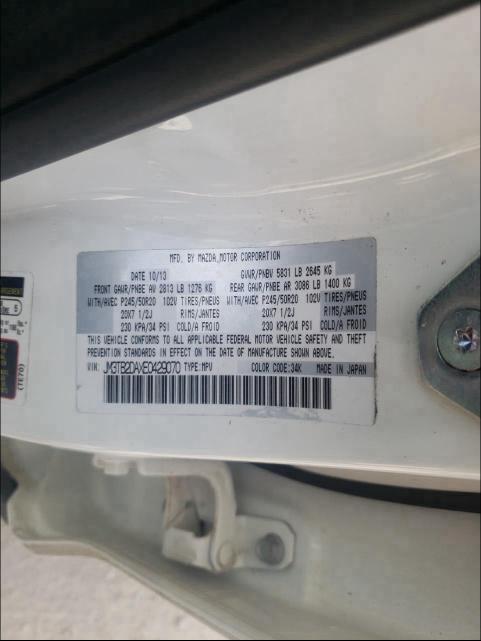 MFD. BY MAZDA MOTOR CORPORATION
DATE 10/13 GVWR/PNBV 5831 LB 2645 KG
FRONT GAWR/PNBE AV 2813 LB 1276 KG REAR GAWR/PNBE AR 3086 LB 1400 KG
WITH/AVEC P245/50R20 102V TIRES/PNEUS WITH/AVEC P245/50R20 102V TIRES/PNEUS
20X7 1/2J RIMS/JANTES 20X7 1/2J RIMS/JANTES
230 KPA/34 PSI COLD/A FROID 230 KPA/34 PSI COLD/A FROID
THIS VEHICLE CONFORMS TO ALL APPLICABLE FEDERAL MOTOR VEHICLE SAFETY AND THEFT
PREVENTION STANDARDS IN EFFECT ON THE DATE OF MANUFACTURE SHOWN ABOVE.
VIN: JM3TB2DAXE0429070 TYPE:MPV COLOR CODE:34K MADE IN JAPAN
(TE70)